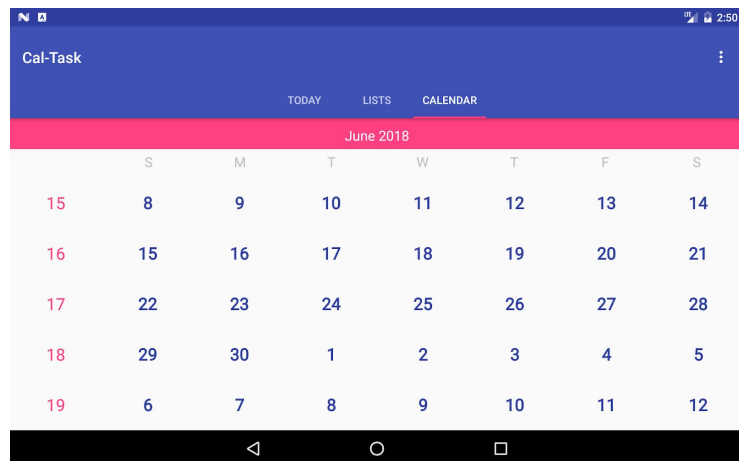 LTE 2:50
Cal-Task
TODAY LISTS CALENDAR
June 2018
S M T W T F S
15 8 9 10 11 12 13 14
16 15 16 17 18 19 20 21
17 22 23 24 25 26 27 28
18 29 30 1 2 3 4 5
19 6 7 8 9 10 11 12